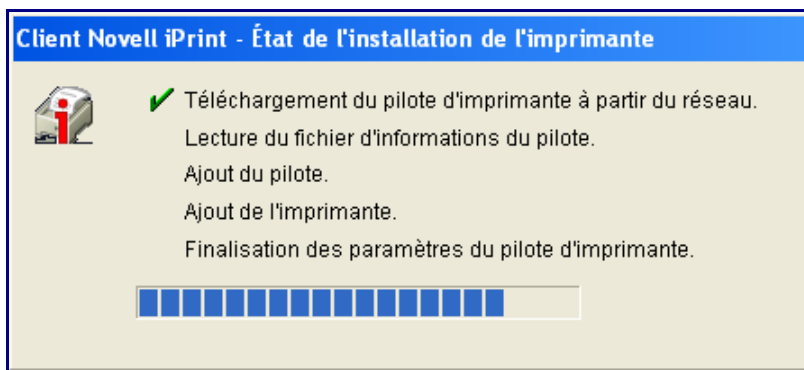 Client Novell iPrint - État de l'installation de l'imprimante
Téléchargement du pilote d'imprimante à partir du réseau.
Lecture du fichier d'informations du pilote.
Ajout du pilote.
Ajout de l'imprimante.
Finalisation des paramètres du pilote d'imprimante.